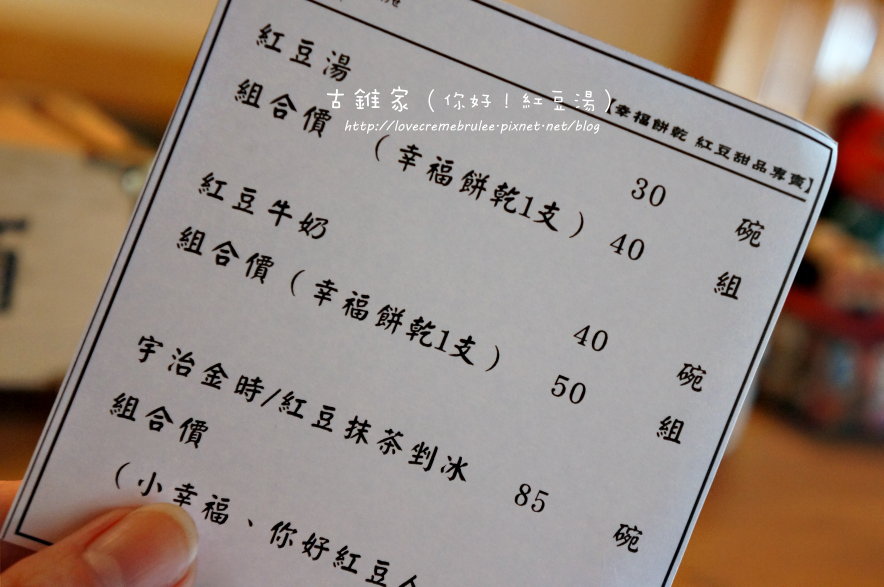 【幸福餅乾 紅豆甜品專賣】
古錐家（你好！紅豆湯）
http://lovecremebrulee.pixnet.net/blog
紅豆湯 30 碗
組合價（幸福餅乾1支） 40 組
紅豆牛奶 40 碗
組合價（幸福餅乾1支） 50 組
宇治金時/紅豆抹茶剉冰 85 碗
組合價
（小幸福、你好紅豆